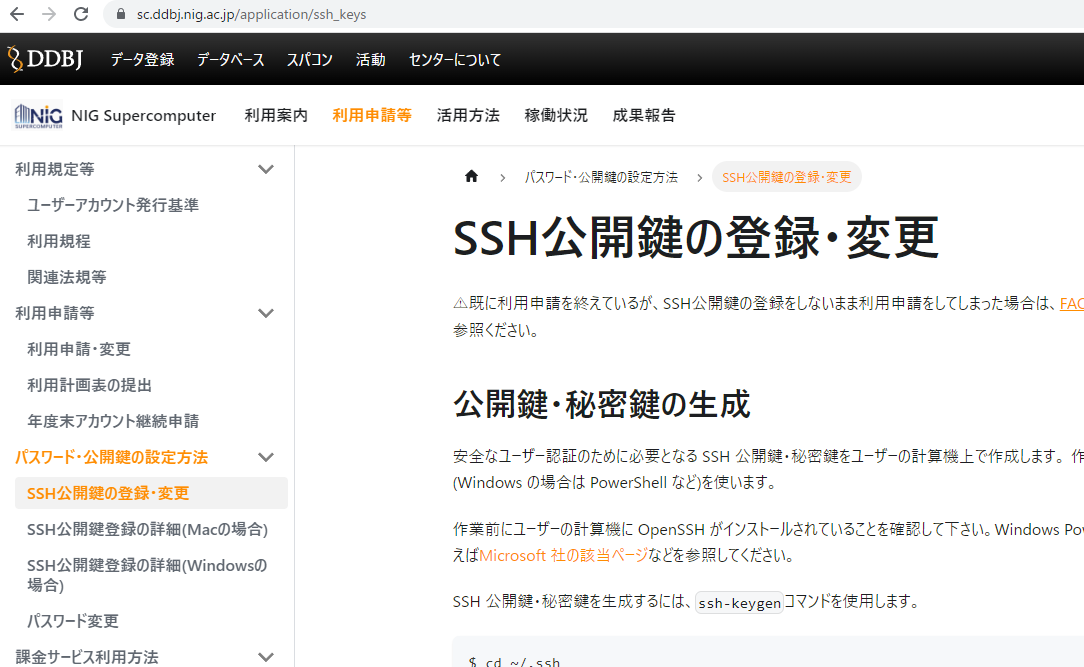 sc.ddbj.nig.ac.jp/application/ssh_keys
DDBJ データ登録 データベース スパコン 活動 センターについて
NIG SUPERCOMPUTER NIG Supercomputer 利用案内 利用申請等 活用方法 稼働状況 成果報告
利用規定等
ユーザーアカウント発行基準
利用規程
関連法規等
利用申請等
利用申請・変更
利用計画表の提出
年度末アカウント継続申請
パスワード・公開鍵の設定方法
SSH公開鍵の登録・変更
SSH公開鍵登録の詳細(Macの場合)
SSH公開鍵登録の詳細(Windowsの
場合)
パスワード変更
課金サービス利用方法
パスワード・公開鍵の設定方法 SSH公開鍵の登録・変更
SSH公開鍵の登録・変更
⚠既に利用申請を終えているが、SSH公開鍵の登録をしないまま利用申請をしてしまった場合は、
参照ください。
公開鍵・秘密鍵の生成
安全なユーザー認証のために必要となる SSH 公開鍵・秘密鍵をユーザーの計算機上で作成します。作
(Windows の場合は PowerShell など)を使います。
作業前にユーザーの計算機に OpenSSH がインストールされていることを確認して下さい。Windows
えばMicrosoft 社の該当ページなどを参照してください。
SSH 公開鍵・秘密鍵を生成するには、ssh-keygenコマンドを使用します。
$ cd ~/.ssh